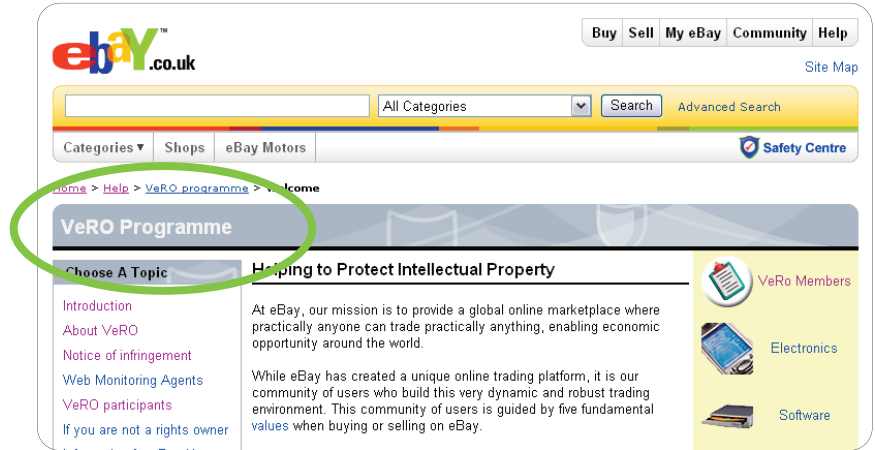 ebaY™.co.uk
Buy Sell My eBay Community Help
Site Map
All Categories Search Advanced Search
Categories▼ Shops eBay Motors Safety Centre
Home > Help > VeRO programme > Welcome
VeRO Programme
Choose A Topic
Introduction
About VeRO
Notice of infringement
Web Monitoring Agents
VeRO participants
If you are not a rights owner
Helping to Protect Intellectual Property
At eBay, our mission is to provide a global online marketplace where
practically anyone can trade practically anything, enabling economic
opportunity around the world.
While eBay has created a unique online trading platform, it is our
community of users who build this very dynamic and robust trading
environment. This community of users is guided by five fundamental
values when buying or selling on eBay.
VeRo Members
Electronics
Software